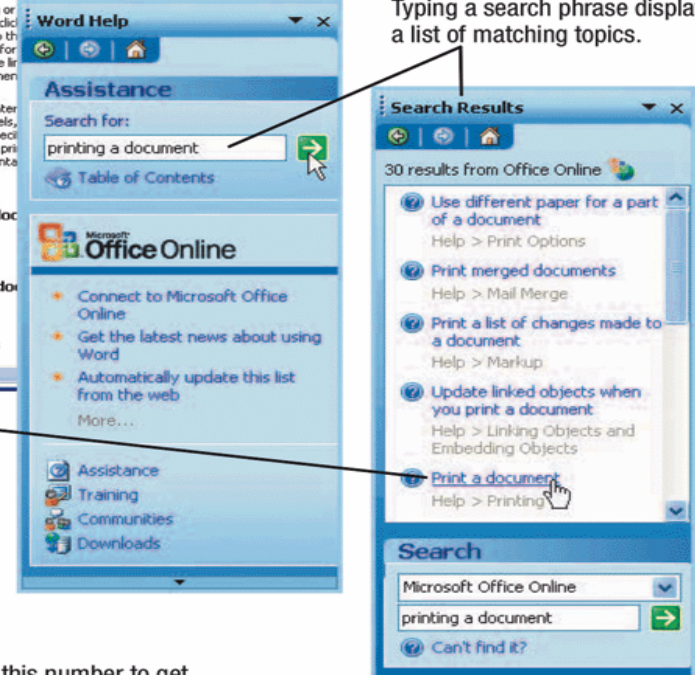 Typing a search phrase displa
a list of matching topics.
Word Help
Assistance
Search for:
printing a document
Table of Contents
Microsoft
Office Online
Connect to Microsoft Office
Online
Get the latest news about using
Word
Automatically update this list
from the web
More...
Assistance
Training
Communities
Downloads
Search Results
30 results from Office Online
Use different paper for a part
of a document
Help > Print Options
Print merged documents
Help > Mail Merge
Print a list of changes made to
a document
Help > Markup
Update linked objects when
you print a document
Help > Linking Objects and
Embedding Objects
Print a document
Help > Printing
Search
Microsoft Office Online
printing a document
Can't find it?
this number to get